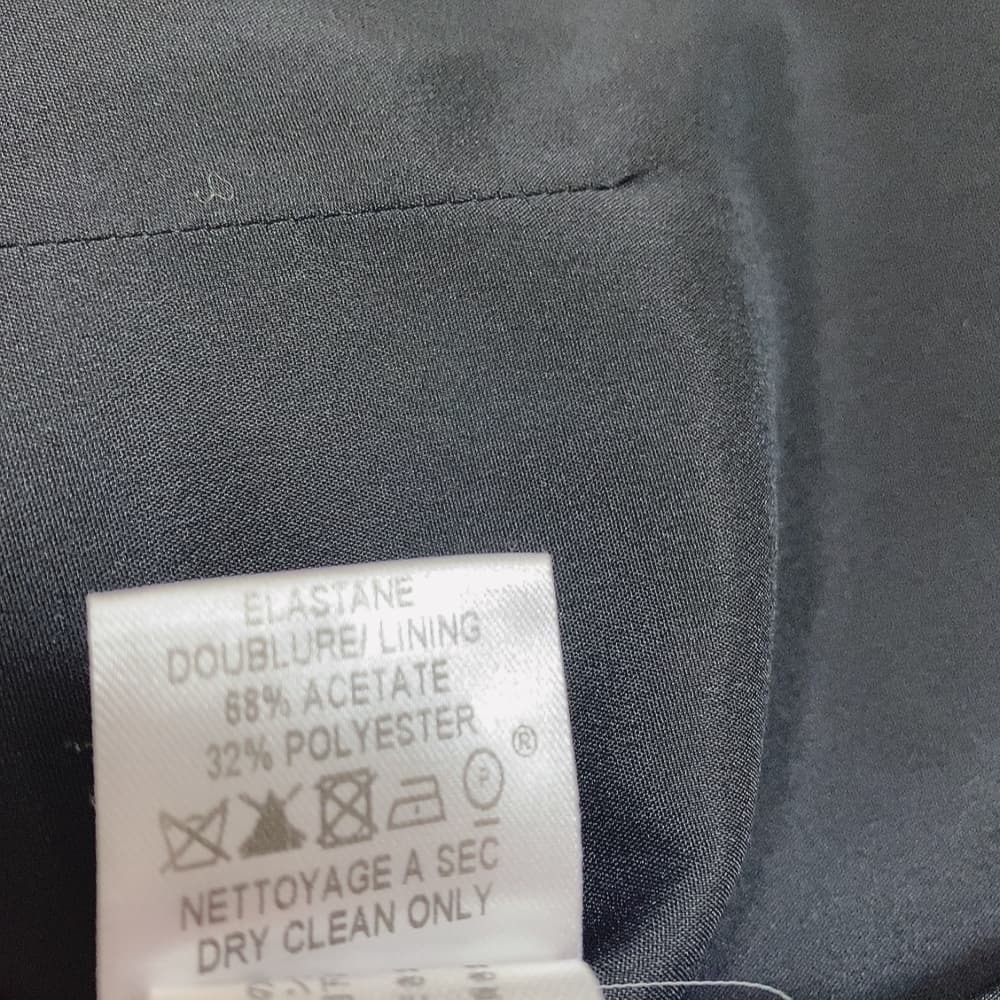 ELASTANE
DOUBLURE/ LINING
68% ACETATE
32% POLYESTER
P ®
NETTOYAGE A SEC
DRY CLEAN ONLY